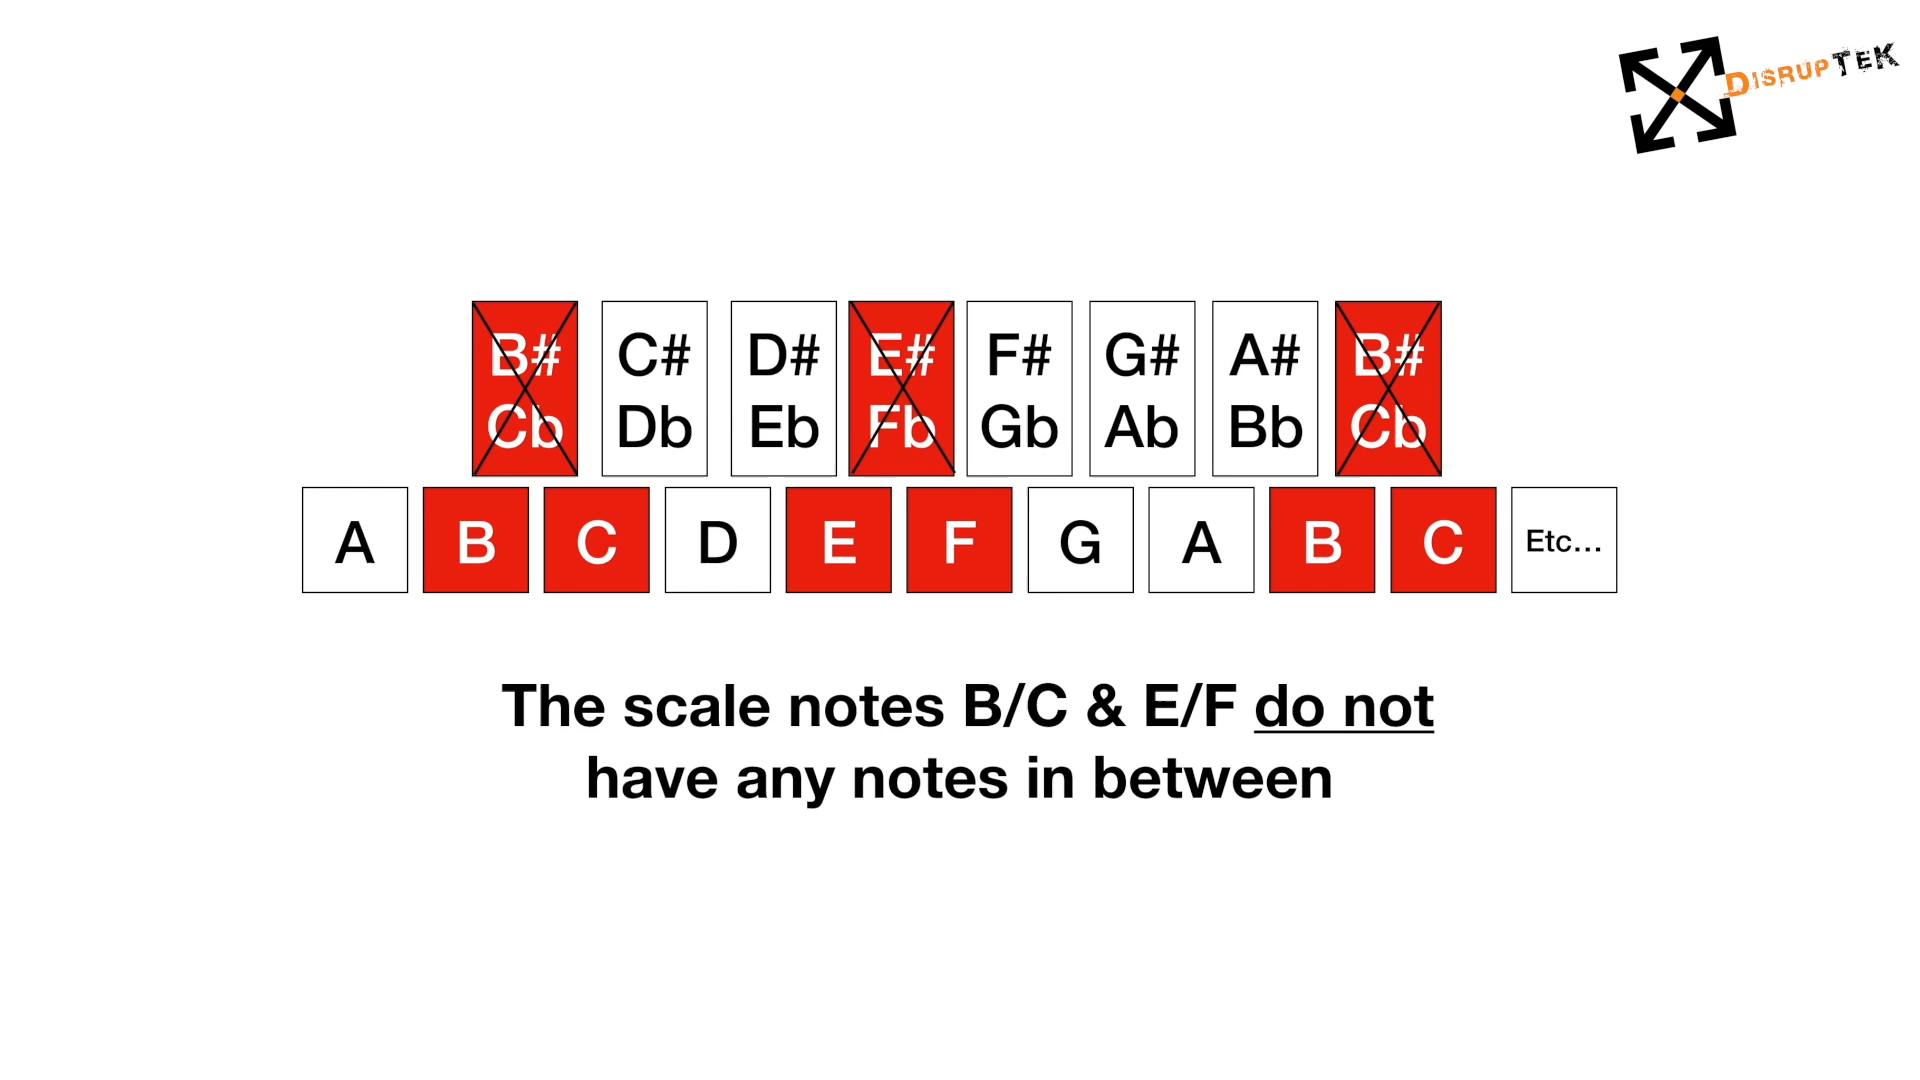 DISRUPTEK
B# C# D# E# F# G# A# B#
Cb Db Eb Fb Gb Ab Bb Cb
A B C D E F G A B C Etc...
The scale notes B/C & E/F do not
have any notes in between